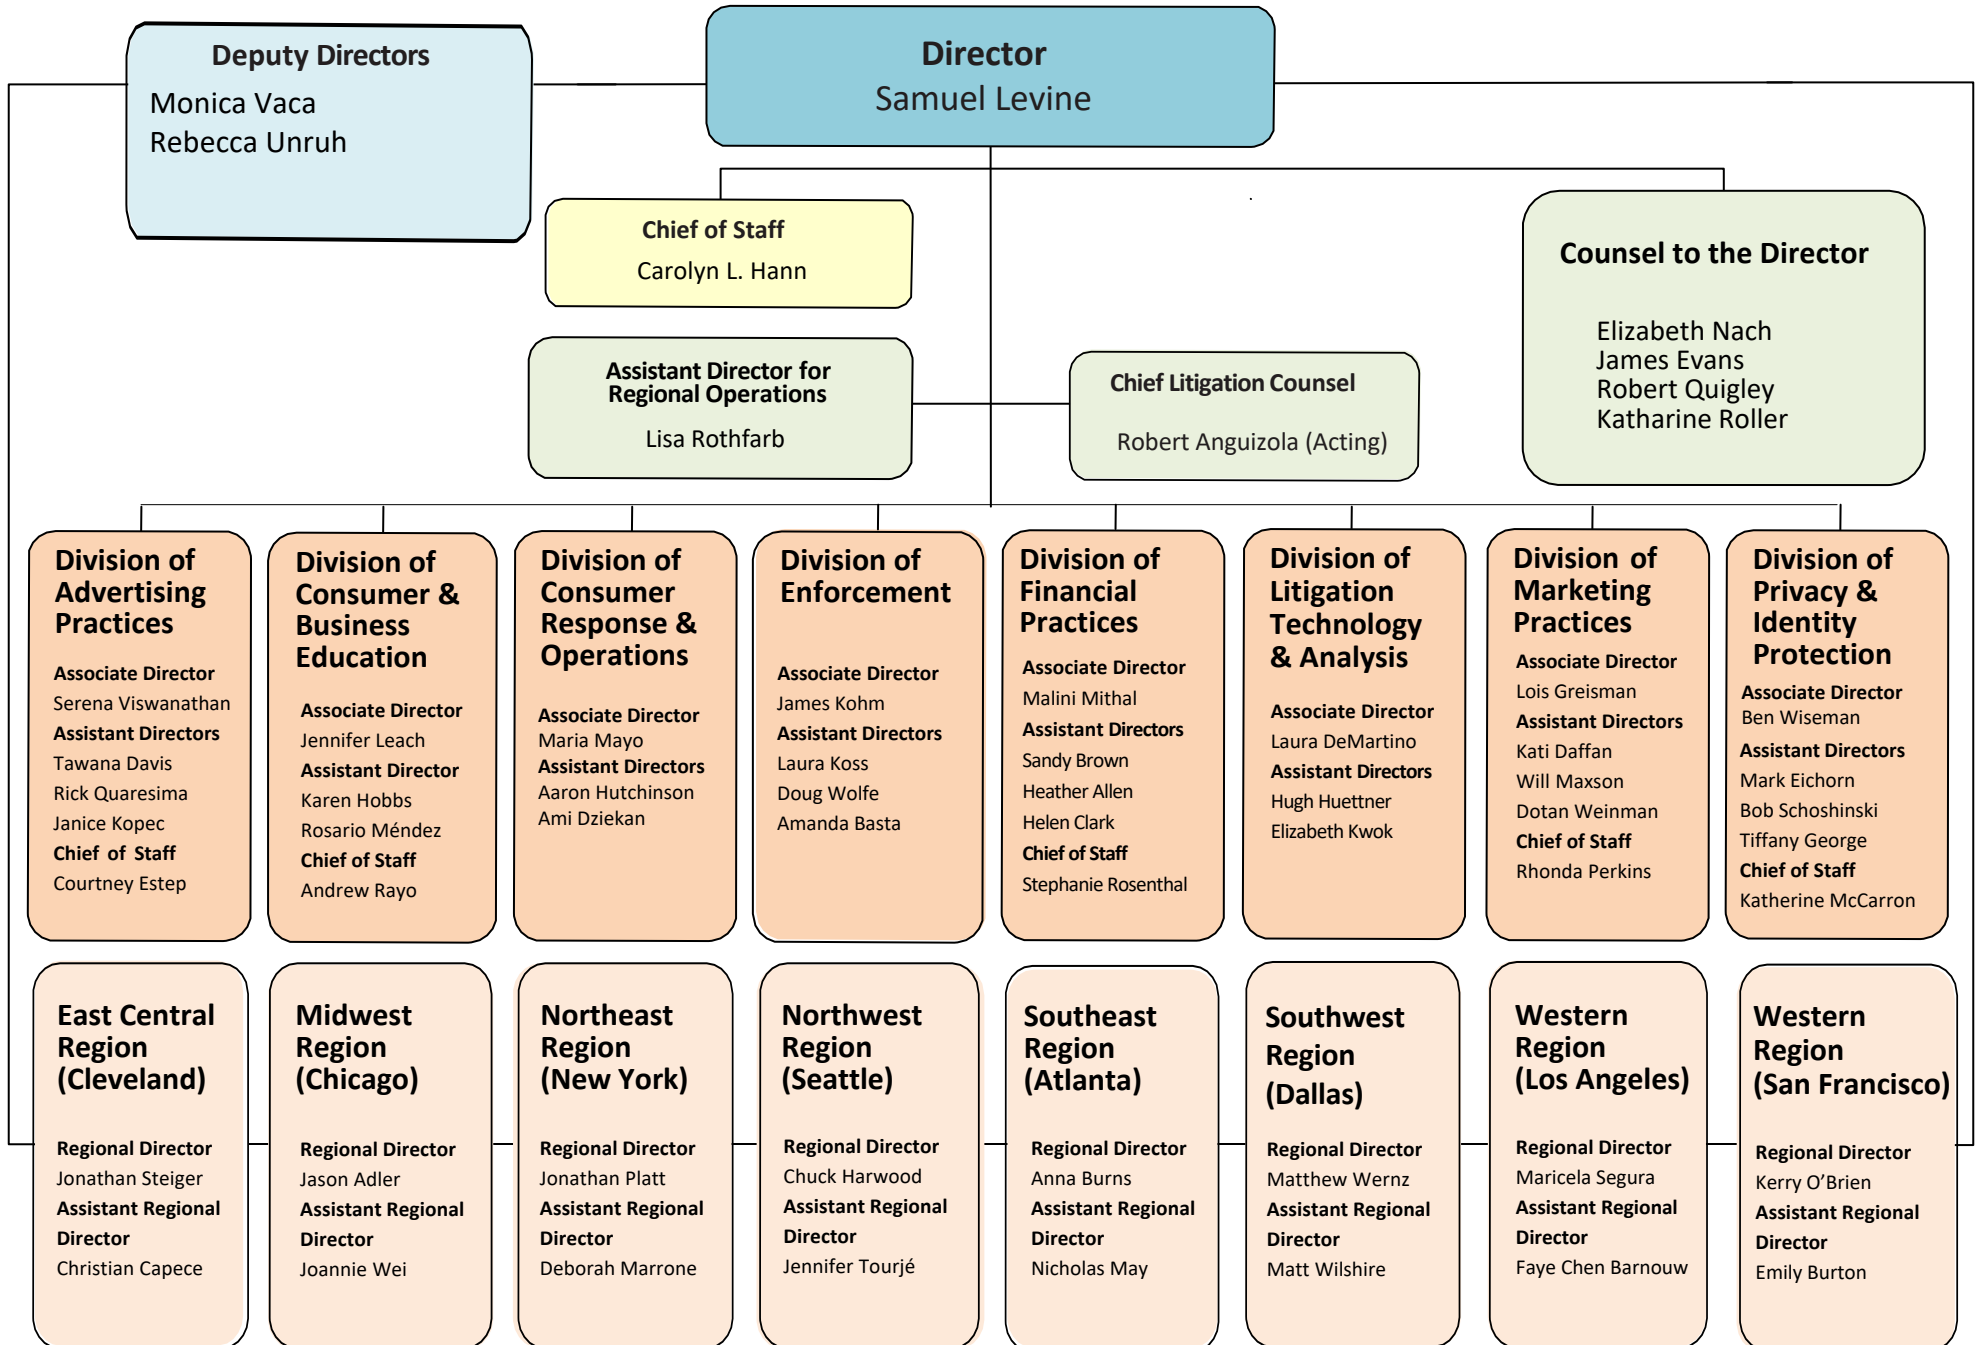 Deputy Directors
Monica Vaca
Rebecca Unruh
Director
Samuel Levine
Chief of Staff
Carolyn L. Hann
Counsel to the Director
Elizabeth Nach
James Evans
Robert Quigley
Katharine Roller
Assistant Director for
Regional Operations
Lisa Rothfarb
Chief Litigation Counsel
Robert Anguizola (Acting)
Division of
Advertising
Practices
Associate Director
Serena Viswanathan
Assistant Directors
Tawana Davis
Rick Quaresima
Janice Kopec
Chief of Staff
Courtney Estep
Division of
Consumer &
Business
Education
Associate Director
Jennifer Leach
Assistant Director
Karen Hobbs
Rosario Méndez
Chief of Staff
Andrew Rayo
Division of
Consumer
Response &
Operations
Associate Director
Maria Mayo
Assistant Directors
Aaron Hutchinson
Ami Dziekan
Division of
Enforcement
Associate Director
James Kohm
Assistant Directors
Laura Koss
Doug Wolfe
Amanda Basta
Division of
Financial
Practices
Associate Director
Malini Mithal
Assistant Directors
Sandy Brown
Heather Allen
Helen Clark
Chief of Staff
Stephanie Rosenthal
Division of
Litigation
Technology
& Analysis
Associate Director
Laura DeMartino
Assistant Directors
Hugh Huettner
Elizabeth Kwok
Division of
Marketing
Practices
Associate Director
Lois Greisman
Assistant Directors
Kati Daffan
Will Maxson
Dotan Weinman
Chief of Staff
Rhonda Perkins
Division of
Privacy &
Identity
Protection
Associate Director
Ben Wiseman
Assistant Directors
Mark Eichorn
Bob Schoshinski
Tiffany George
Chief of Staff
Katherine McCarron
East Central
Region
(Cleveland)
Regional Director
Jonathan Steiger
Assistant Regional
Director
Christian Capece
Midwest
Region
(Chicago)
Regional Director
Jason Adler
Assistant Regional
Director
Joannie Wei
Northeast
Region
(New York)
Regional Director
Jonathan Platt
Assistant Regional
Director
Deborah Marrone
Northwest
Region
(Seattle)
Regional Director
Chuck Harwood
Assistant Regional
Director
Jennifer Tourjé
Southeast
Region
(Atlanta)
Regional Director
Anna Burns
Assistant Regional
Director
Nicholas May
Southwest
Region
(Dallas)
Regional Director
Matthew Wernz
Assistant Regional
Director
Matt Wilshire
Western
Region
(Los Angeles)
Regional Director
Maricela Segura
Assistant Regional
Director
Faye Chen Barnouw
Western
Region
(San Francisco)
Regional Director
Kerry O’Brien
Assistant Regional
Director
Emily Burton